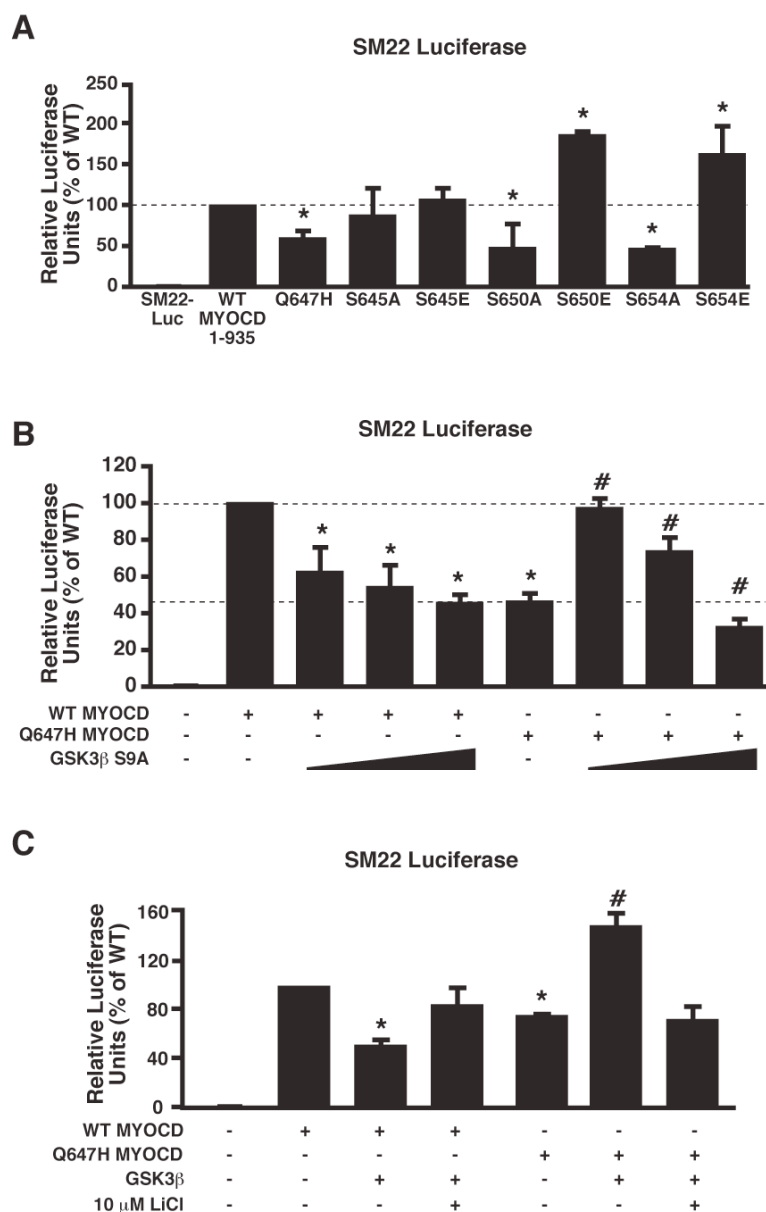 A
SM22 Luciferase
Relative Luciferase
Units (% of WT)
250
200
150
100
50
0
* * * * *
SM22-Luc WT MYOCD 1-935 Q647H S645A S645E S650A S650E S654A S654E
B
SM22 Luciferase
Relative Luciferase
Units (% of WT)
120
100
80
60
40
20
0
* * * * # # #
WT MYOCD - + + + + - - - -
Q647H MYOCD - - - - - + + + +
GSK3β S9A - - -
C
SM22 Luciferase
Relative Luciferase
Units (% of WT)
160
120
80
40
0
* * #
WT MYOCD - + + + - - -
Q647H MYOCD - - - - + + +
GSK3β - - + + - + +
10 μM LiCl - - - + - - +